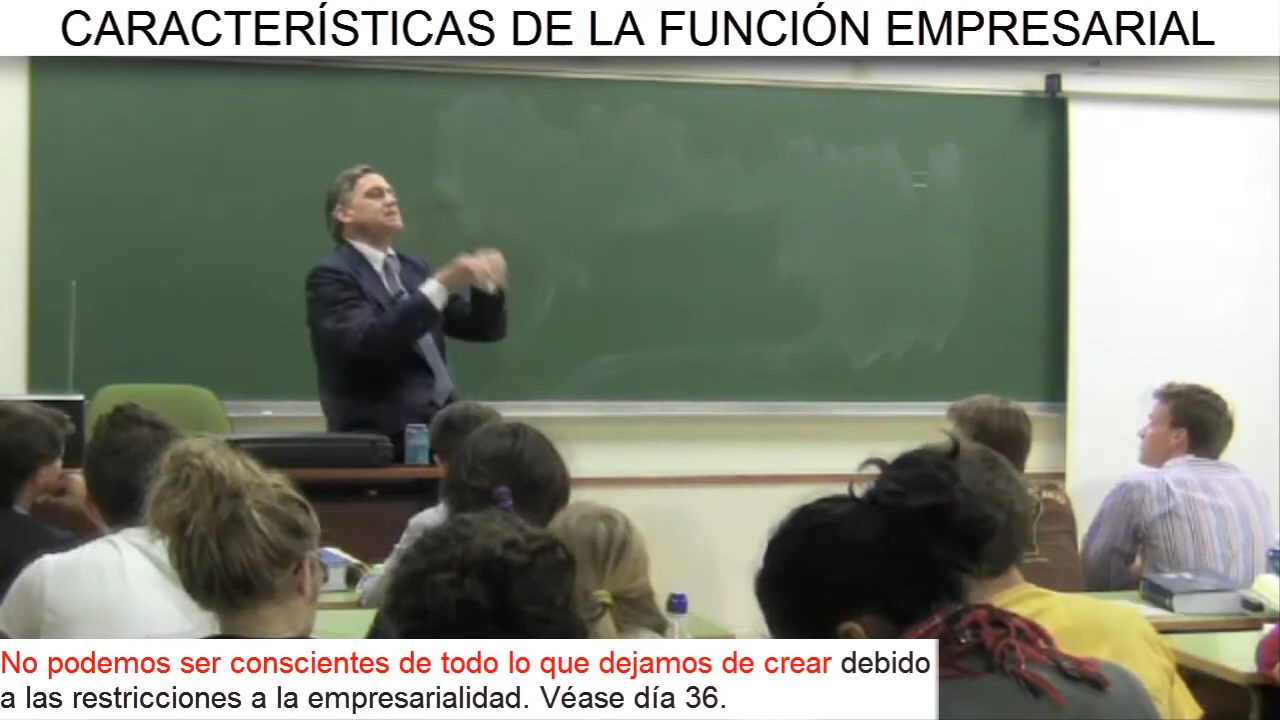 CARACTERÍSTICAS DE LA FUNCIÓN EMPRESARIAL
No podemos ser conscientes de todo lo que dejamos de crear debido
a las restricciones a la empresarialidad. Véase día 36.